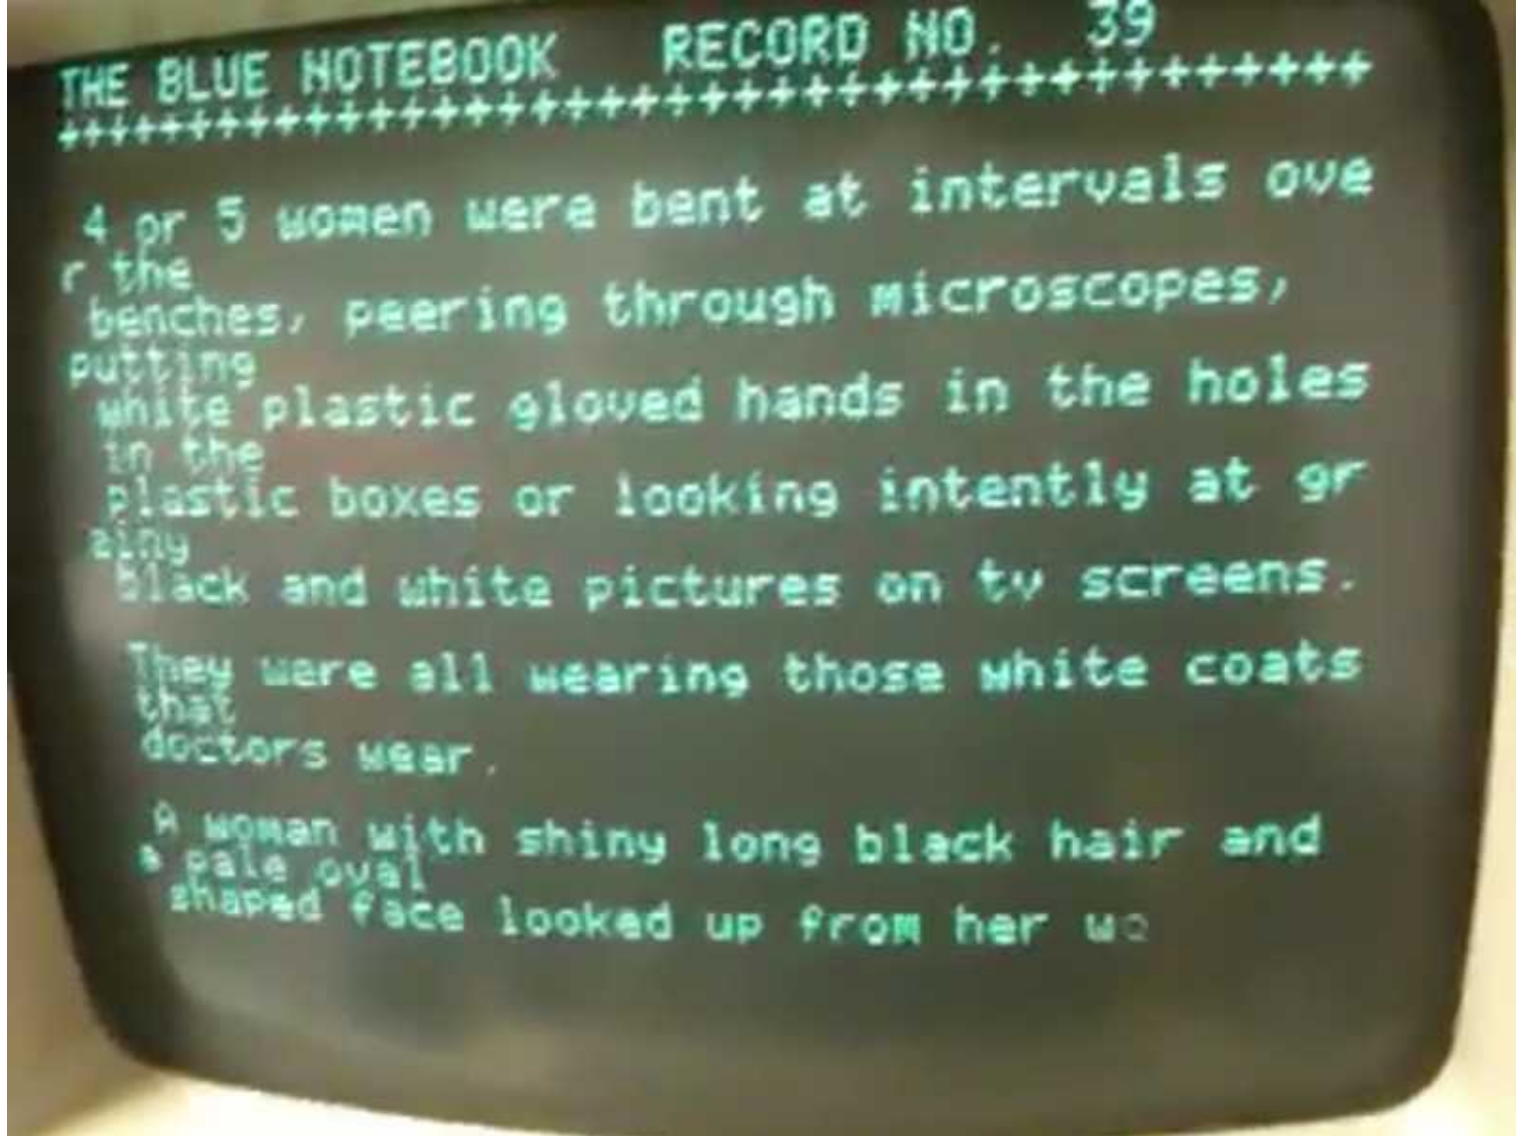 THE BLUE NOTEBOOK RECORD NO. 39
++++++++++++++++++++++++++++++++++++++++
4 or 5 women were bent at intervals ove
r the
benches, peering through microscopes,
putting
white plastic gloved hands in the holes
in the
plastic boxes or looking intently at gr
ainy
black and white pictures on tv screens.
They were all wearing those white coats
that
doctors wear.
A woman with shiny long black hair and
a pale oval
shaped face looked up from her wo